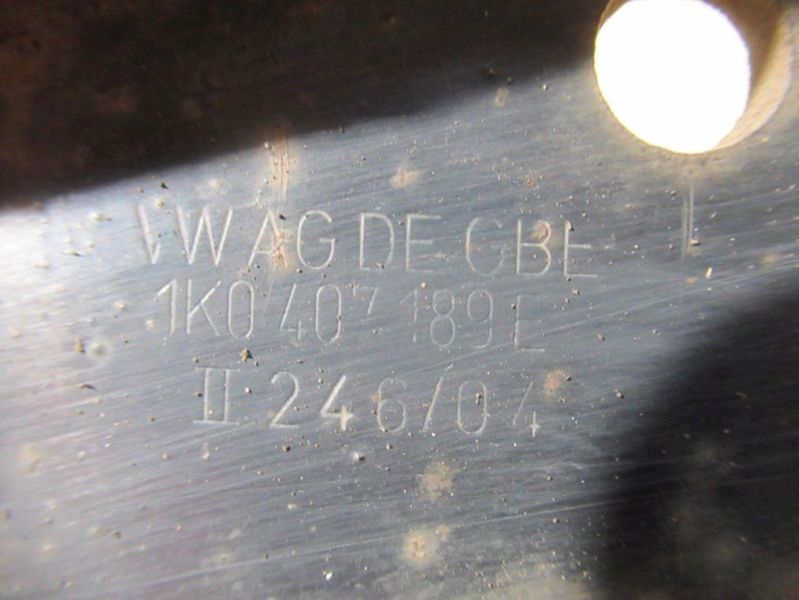 VW AG DE GBE
1K0 407 189 E
II 246/04